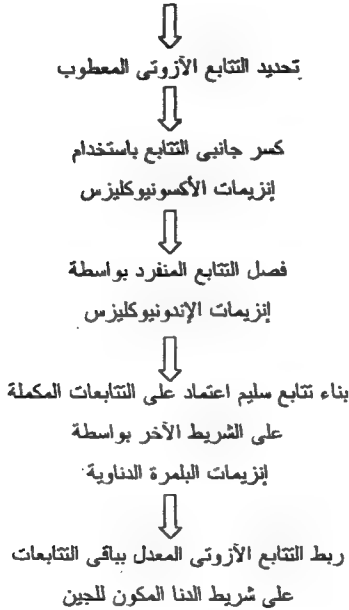 تحديد التتابع الآزوتى المعطوب
كسر جانبى التتابع باستخدام
إنزيمات الأكسونيوكليزس
فصل التتابع المنفرد بواسطة
إنزيمات الإندونيوكليزس
بناء تتابع سليم اعتماد على التتابعات المكملة
على الشريط الآخر بواسطة
إنزيمات البلمرة الدناوية
ربط التتابع الآزوتى المعدل بباقى التتابعات
على شريط الدنا المكون للجين